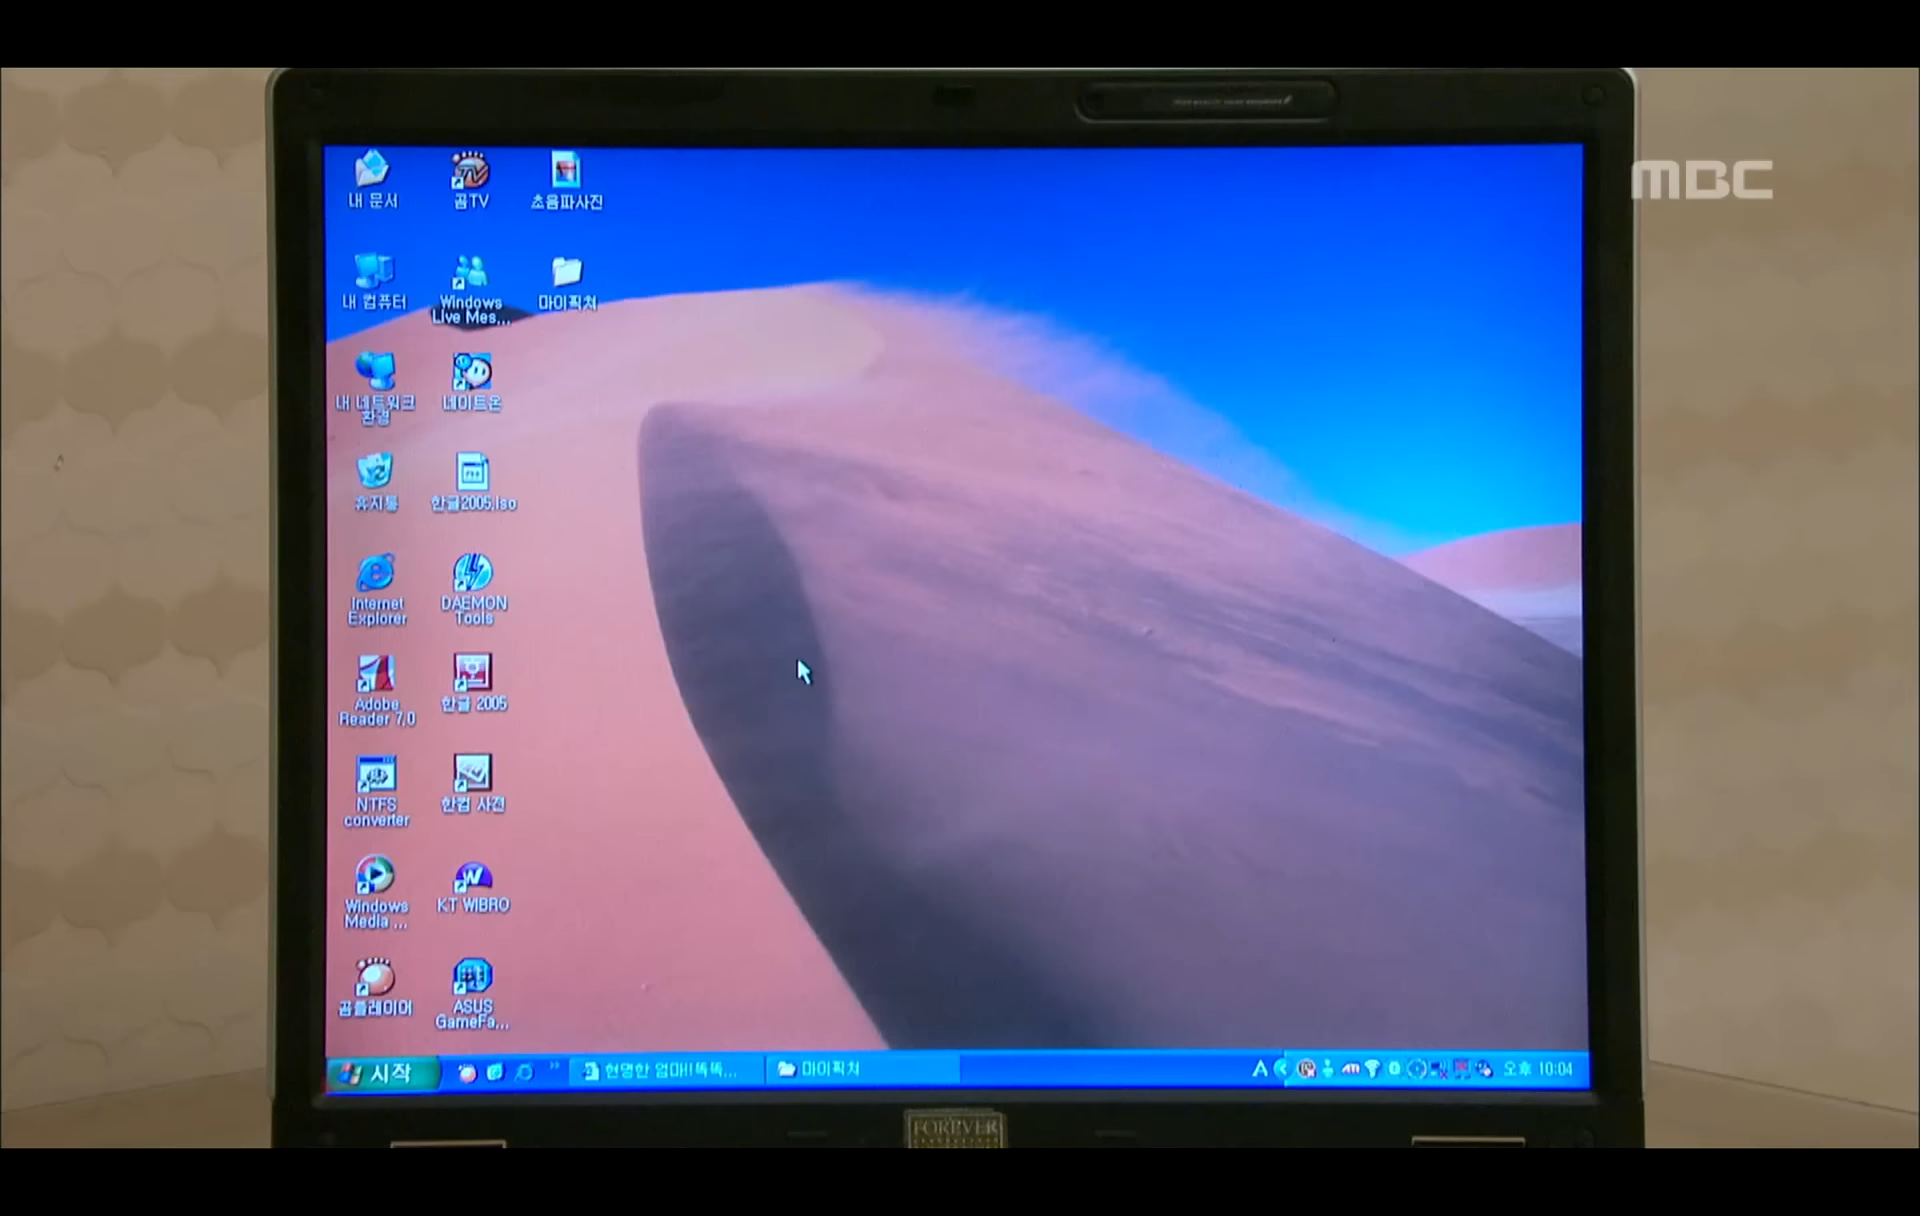 MBC
내 문서
곰TV
초음파사진
내 컴퓨터
Windows
Live Mes...
마이픽쳐
내 네트워크
환경
네이트온
휴지통
한글2005.iso
Internet
Explorer
DAEMON
Tools
Adobe
Reader 7.0
한글 2005
NTFS
converter
한컴 사전
Windows
Media ...
KT WIBRO
곰플레이어
ASUS
GameFa...
시작
현명한 엄마!!똑똑...
마이픽쳐
A
ATI
오후 10:04
FOREVER